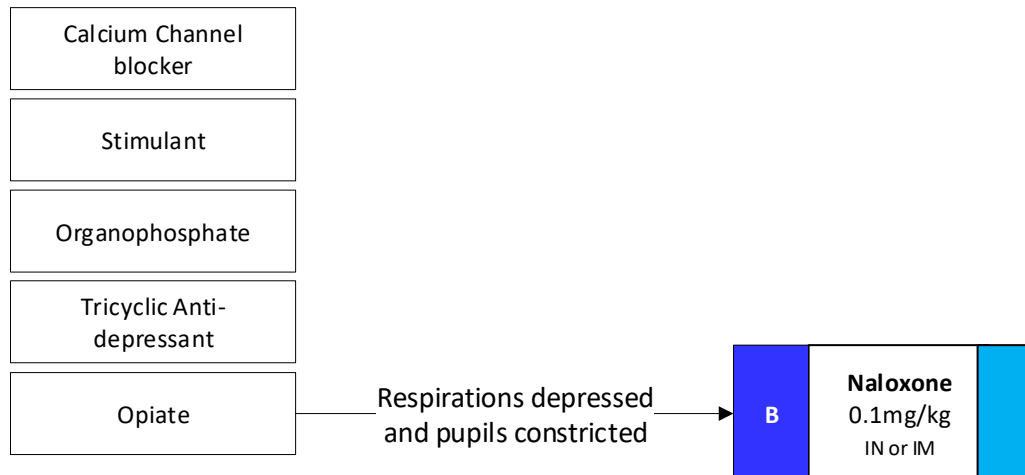 Calcium Channel
blocker
Stimulant
Organophosphate
Tricyclic Anti-
depressant
Opiate
Respirations depressed
and pupils constricted
B
Naloxone
0.1mg/kg
IN or IM